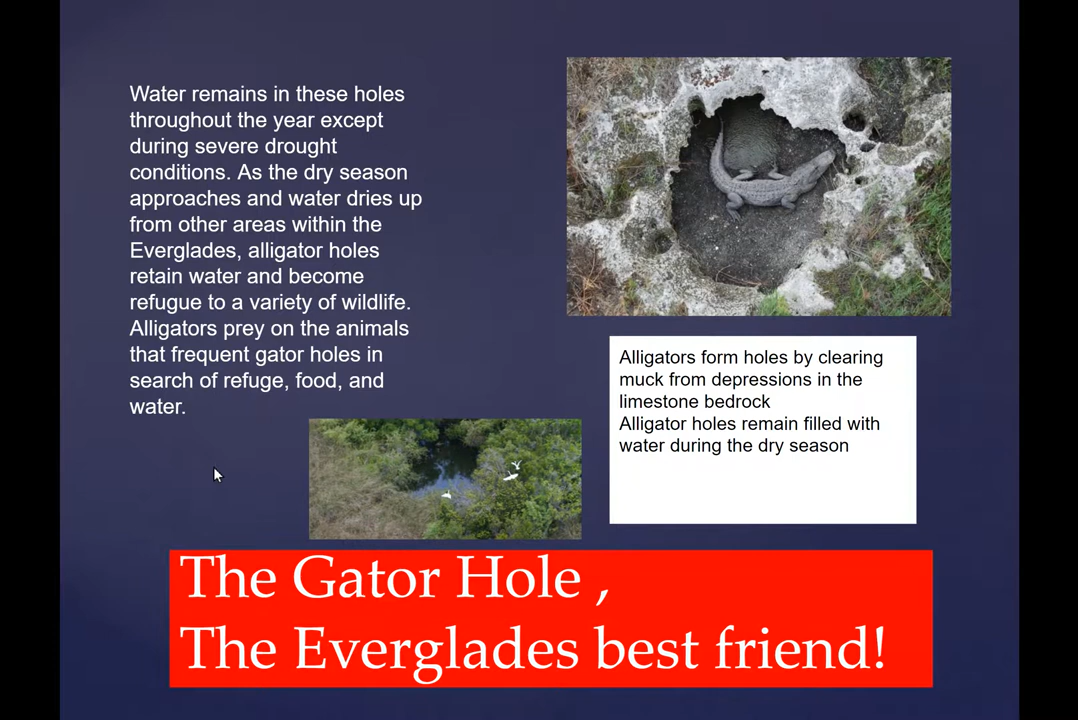 Water remains in these holes
throughout the year except
during severe drought
conditions. As the dry season
approaches and water dries up
from other areas within the
Everglades, alligator holes
retain water and become
refugue to a variety of wildlife.
Alligators prey on the animals
that frequent gator holes in
search of refuge, food, and
water.
Alligators form holes by clearing
muck from depressions in the
limestone bedrock
Alligator holes remain filled with
water during the dry season
The Gator Hole ,
The Everglades best friend!